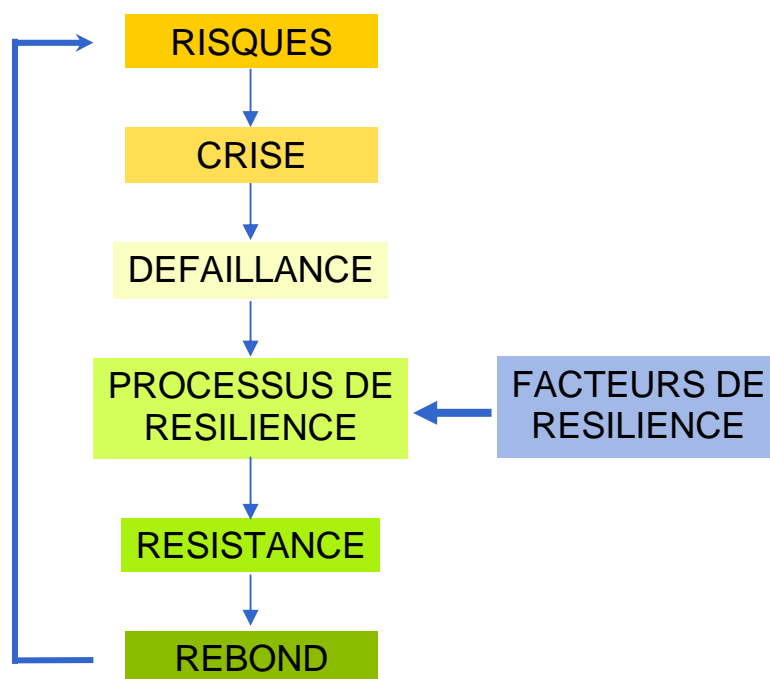 RISQUES
CRISE
DEFAILLANCE
PROCESSUS DE
RESILIENCE
FACTEURS DE
RESILIENCE
RESISTANCE
REBOND